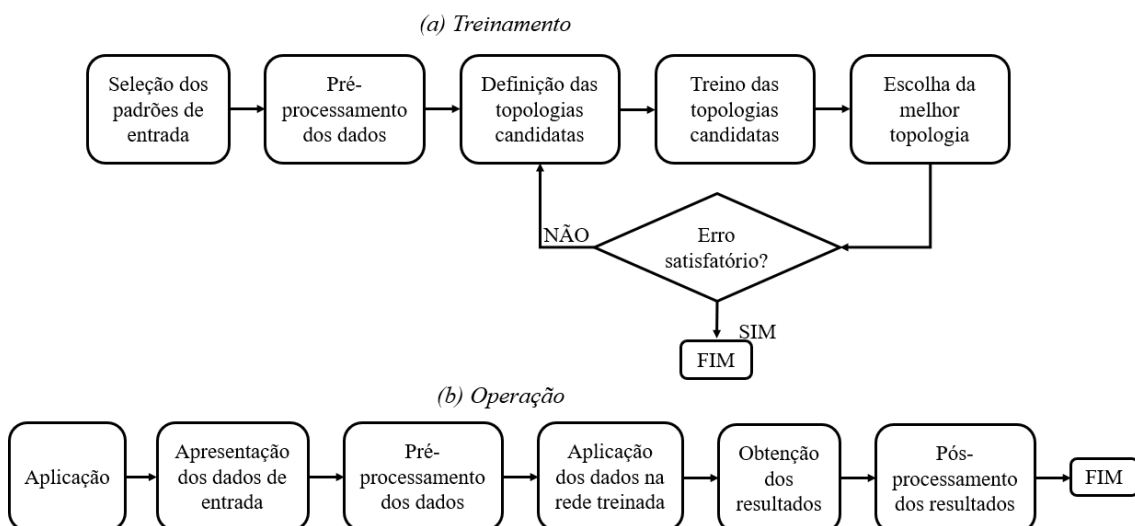 (a) Treinamento
Seleção dos
padrões de
entrada
Pré-
processamento
dos dados
Definição das
topologias
candidatas
Treino das
topologias
candidatas
Escolha da
melhor
topologia
NÃO
Erro
satisfatório?
SIM
FIM
(b) Operação
Aplicação
Apresentação
dos dados de
entrada
Pré-
processamento
dos dados
Aplicação
dos dados na
rede treinada
Obtenção
dos
resultados
Pós-
processamento
dos resultados
FIM